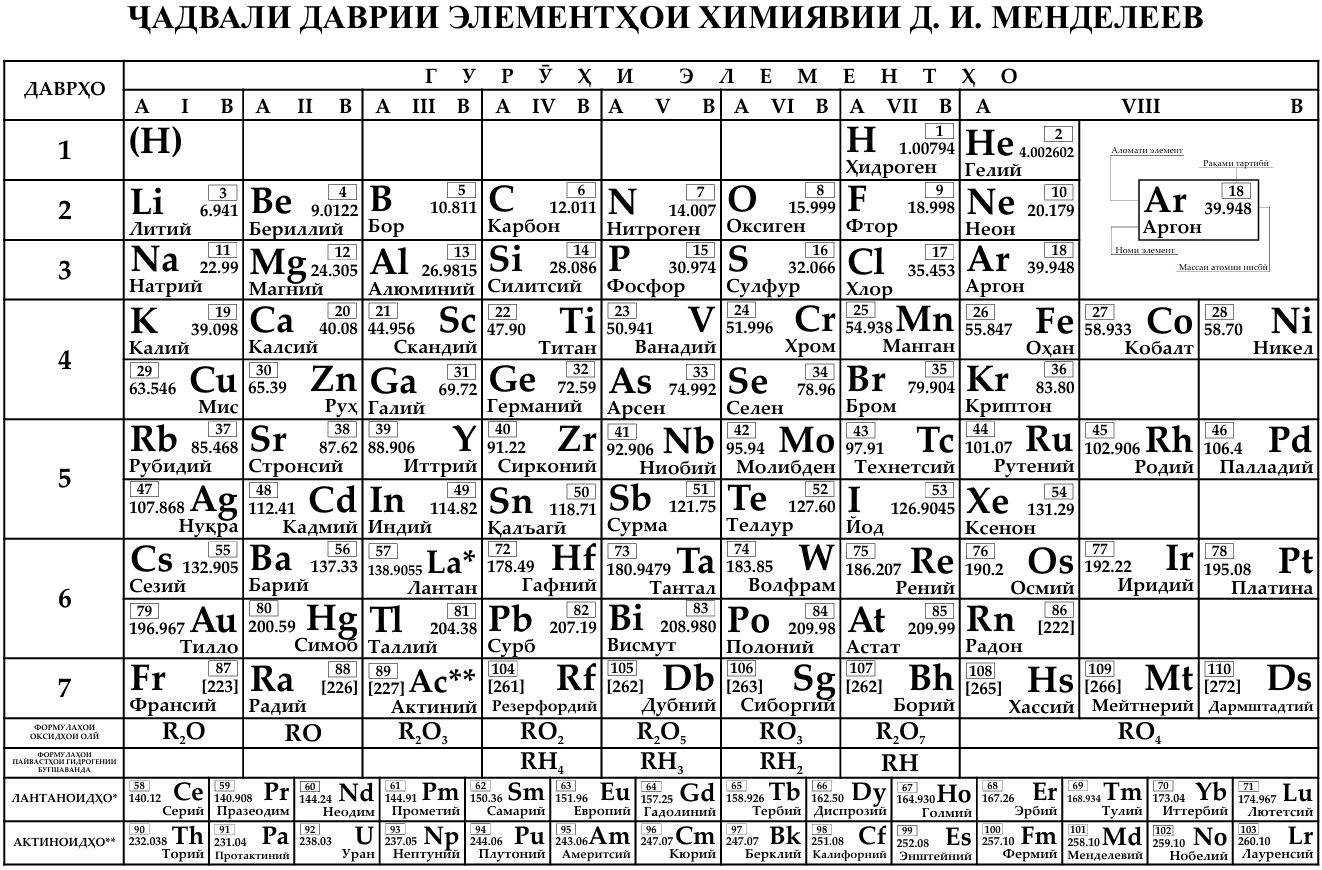 ҶАДВАЛИ ДАВРИИ ЭЛЕМЕНТҲОИ ХИМИЯВИИ Д. И. МЕНДЕЛЕЕВ
ДАВРҲО
ГУРӮҲИ ЭЛЕМЕНТҲО
A I B A II B A III B A IV B A V B A VI B A VII B A VIII B
1
(H)
H 1 1.00794 Ҳидроген
He 2 4.002602 Гелий
Аломати элемент
Рақами тартибӣ
Ar 18 39.948 Аргон
Номи элемент
Массаи атомии нисбӣ
2
Li 3 6.941 Литий
Be 4 9.0122 Бериллий
B 5 10.811 Бор
C 6 12.011 Карбон
N 7 14.007 Нитроген
O 8 15.999 Оксиген
F 9 18.998 Фтор
Ne 10 20.179 Неон
3
Na 11 22.99 Натрий
Mg 12 24.305 Магний
Al 13 26.9815 Алюминий
Si 14 28.086 Силитсий
P 15 30.974 Фосфор
S 16 32.066 Сулфур
Cl 17 35.453 Хлор
Ar 18 39.948 Аргон
4
K 19 39.098 Калий
Ca 20 40.08 Калсий
21 44.956 Sc Скандий
22 47.90 Ti Титан
23 50.941 V Ванадий
24 51.996 Cr Хром
25 54.938 Mn Манган
26 55.847 Fe Оҳан
27 58.933 Co Кобалт
28 58.70 Ni Никел
29 63.546 Cu Мис
30 65.39 Zn Руҳ
Ga 31 69.72 Галий
Ge 32 72.59 Германий
As 33 74.992 Арсен
Se 34 78.96 Селен
Br 35 79.904 Бром
Kr 36 83.80 Криптон
5
Rb 37 85.468 Рубидий
Sr 38 87.62 Стронсий
39 88.906 Y Иттрий
40 91.22 Zr Сирконий
41 92.906 Nb Ниобий
42 95.94 Mo Молибден
43 97.91 Tc Технетсий
44 101.07 Ru Рутений
45 102.906 Rh Родий
46 106.4 Pd Палладий
47 107.868 Ag Нуқра
48 112.41 Cd Кадмий
In 49 114.82 Индий
Sn 50 118.71 Қалъагӣ
Sb 51 121.75 Сурма
Te 52 127.60 Теллур
I 53 126.9045 Йод
Xe 54 131.29 Ксенон
6
Cs 55 132.905 Сезий
Ba 56 137.33 Барий
57 138.9055 La* Лантан
72 178.49 Hf Гафний
73 180.9479 Ta Тантал
74 183.85 W Волфрам
75 186.207 Re Рений
76 190.2 Os Осмий
77 192.22 Ir Иридий
78 195.08 Pt Платина
79 196.967 Au Тилло
80 200.59 Hg Симоб
Tl 81 204.38 Таллий
Pb 82 207.19 Сурб
Bi 83 208.980 Висмут
Po 84 209.98 Полоний
At 85 209.99 Астат
Rn 86 [222] Радон
7
Fr 87 [223] Франсий
Ra 88 [226] Радий
89 [227] Ac** Актиний
104 [261] Rf Резерфордий
105 [262] Db Дубний
106 [263] Sg Сиборгий
107 [262] Bh Борий
108 [265] Hs Хассий
109 [266] Mt Мейтнерий
110 [272] Ds Дармштадтий
ФОРМУЛАҲОИ
ОКСИДҲОИ ОЛӢ
R₂O RO R₂O₃ RO₂ R₂O₅ RO₃ R₂O₇ RO₄
ФОРМУЛАҲОИ
ПАЙВАСТҲОИ ГИДРОГЕНИИ
БУҒШАВАНДА
RH₄ RH₃ RH₂ RH
ЛАНТАНОИДҲО*
58 140.12 Ce Серий
59 140.908 Pr Празеодим
60 144.24 Nd Неодим
61 144.91 Pm Прометий
62 150.36 Sm Самарий
63 151.96 Eu Европий
64 157.25 Gd Гадолиний
65 158.926 Tb Тербий
66 162.50 Dy Диспрозий
67 164.930 Ho Голмий
68 167.26 Er Эрбий
69 168.934 Tm Тулий
70 173.04 Yb Иттербий
71 174.967 Lu Лютетсий
АКТИНОИДҲО**
90 232.038 Th Торий
91 231.04 Pa Протактиний
92 238.03 U Уран
93 237.05 Np Нептуний
94 244.06 Pu Плутоний
95 243.06 Am Америтсий
96 247.07 Cm Кюрий
97 247.07 Bk Берклий
98 251.08 Cf Калифорний
99 252.08 Es Энштейний
100 257.10 Fm Фермий
101 258.10 Md Менделевий
102 259.10 No Нобелий
103 260.10 Lr Лауренсий